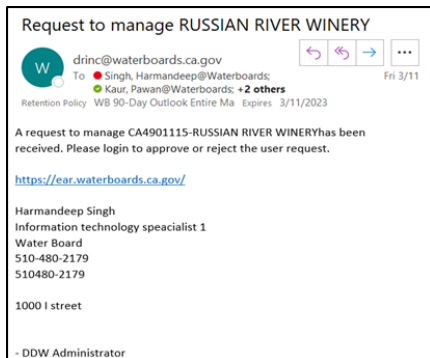 Request to manage RUSSIAN RIVER WINERY
W
drinc@waterboards.ca.gov
To Singh, Harmandeep@Waterboards;
Kaur, Pawan@Waterboards; +2 others
Fri 3/11
Retention Policy WB 90-Day Outlook Entire Ma Expires 3/11/2023
A request to manage CA4901115-RUSSIAN RIVER WINERYhas been
received. Please login to approve or reject the user request.
https://ear.waterboards.ca.gov/
Harmandeep Singh
Information technology speacialist 1
Water Board
510-480-2179
510480-2179
1000 I street
- DDW Administrator